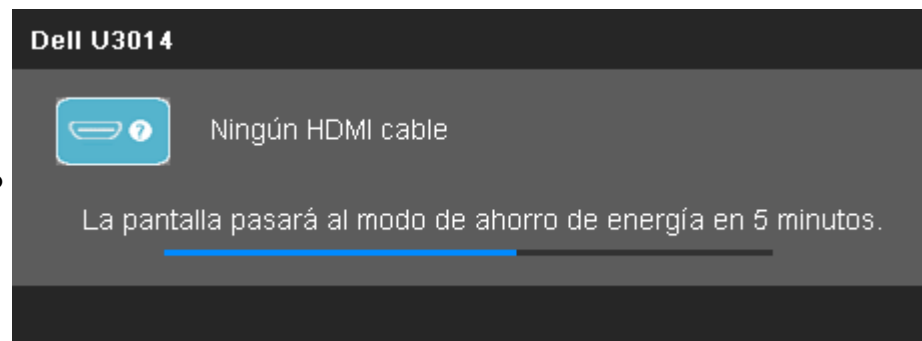 Dell U3014
Ningún HDMI cable
La pantalla pasará al modo de ahorro de energía en 5 minutos.